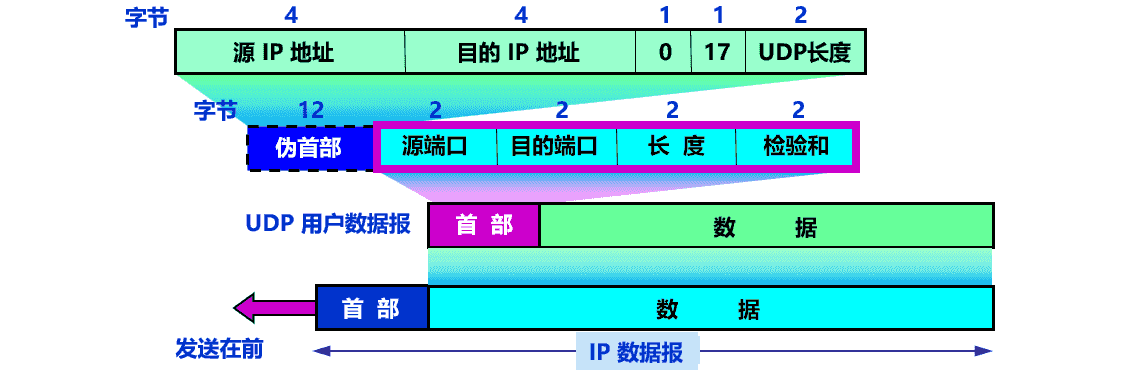 字节 4 4 1 1 2
源 IP 地址 目的 IP 地址 0 17 UDP长度
字节 12 2 2 2 2
伪首部 源端口 目的端口 长 度 检验和
UDP 用户数据报 首 部 数 据
首 部 数 据
发送在前 IP 数据报